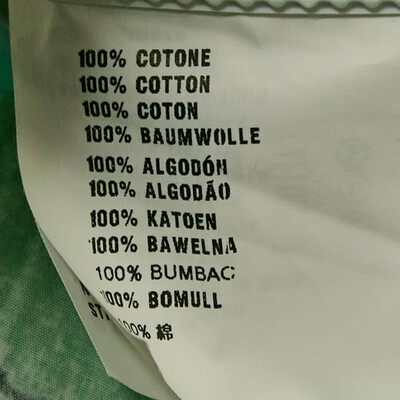 100% COTONE
100% COTTON
100% COTON
100% BAUMWOLLE
100% ALGODÓN
100% ALGODÃO
100% KATOEN
100% BAWELNA
100% BUMBAC
100% BOMULL
100% 綿